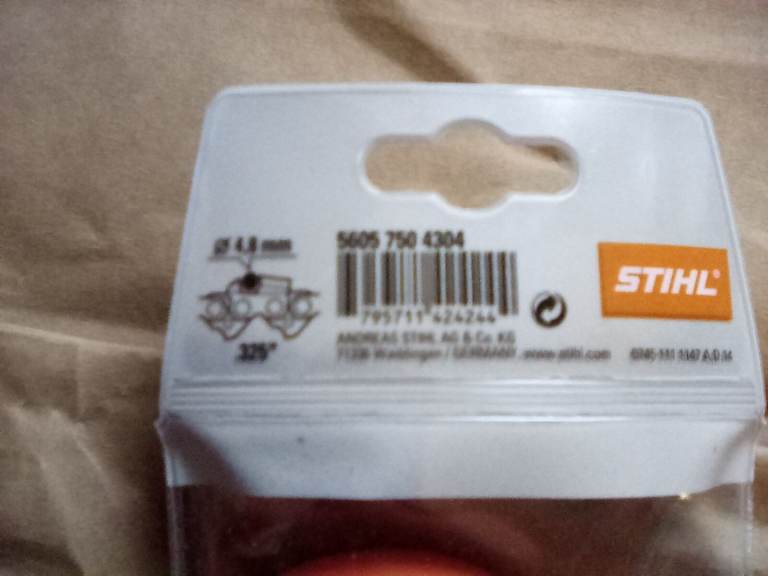 Ø 4,8 mm
.325"
5605 750 4304
795711 424244
ANDREAS STIHL AG & Co. KG
71336 Waiblingen / GERMANY www.stihl.com
STIHL®